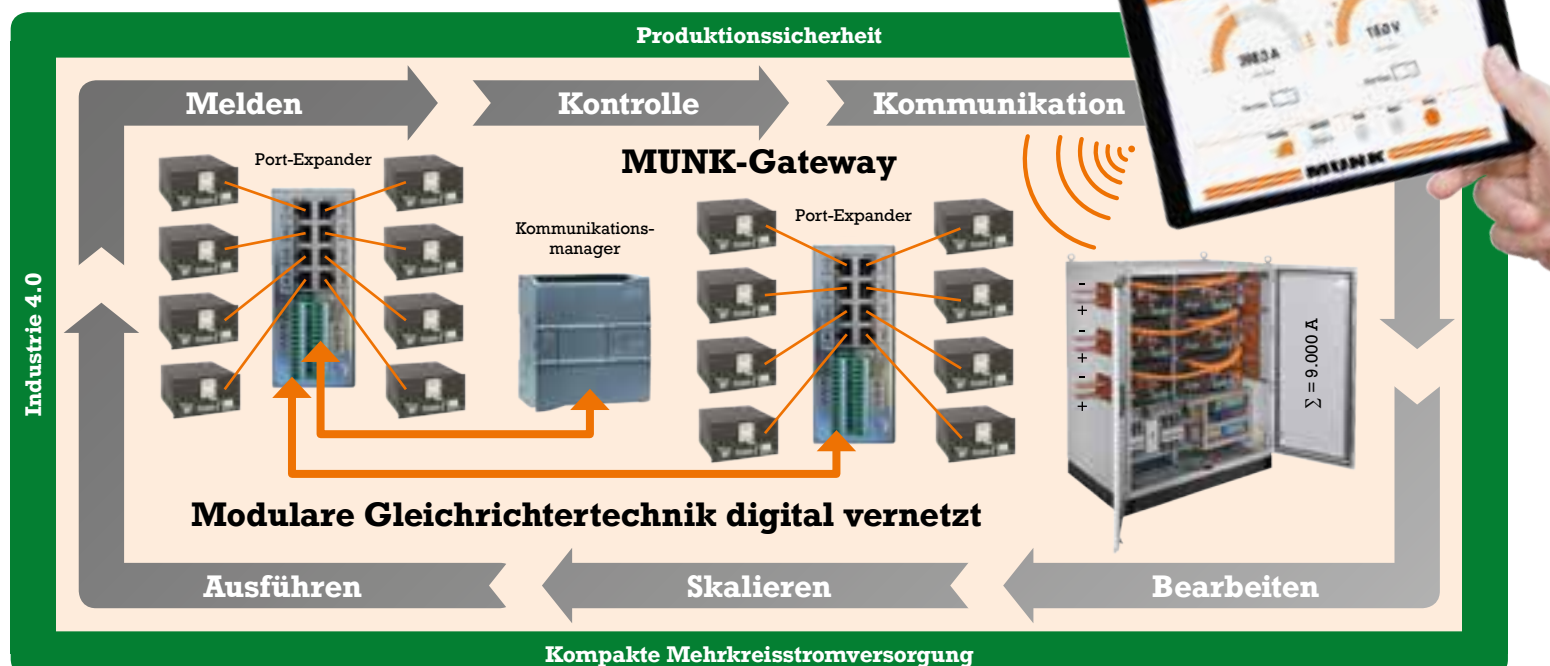 Produktionssicherheit
Melden
Kontrolle
Kommunikation
MUNK
Port-Expander
MUNK-Gateway
Kommunikations-
manager
Port-Expander
Industrie 4.0
-
+
-
+
-
+
∑ = 9.000 A
Modulare Gleichrichtertechnik digital vernetzt
Ausführen
Skalieren
Bearbeiten
Kompakte Mehrkreisstromversorgung